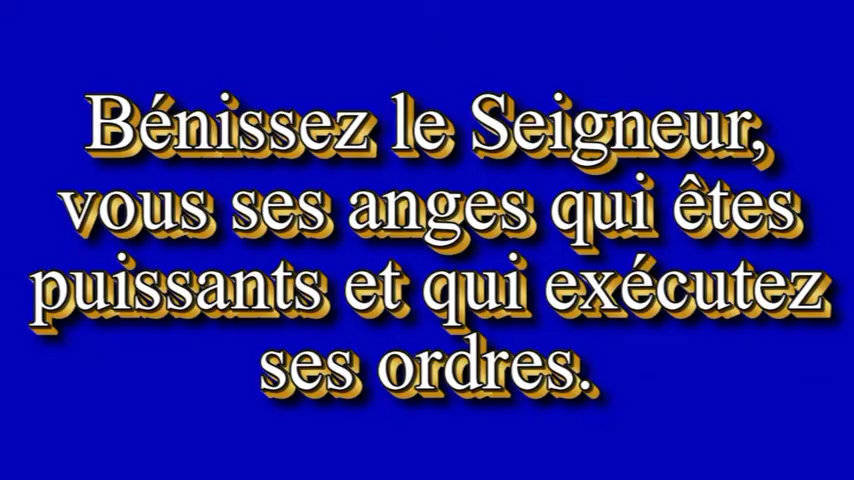 Bénissez le Seigneur,
vous ses anges qui êtes
puissants et qui exécutez
ses ordres.